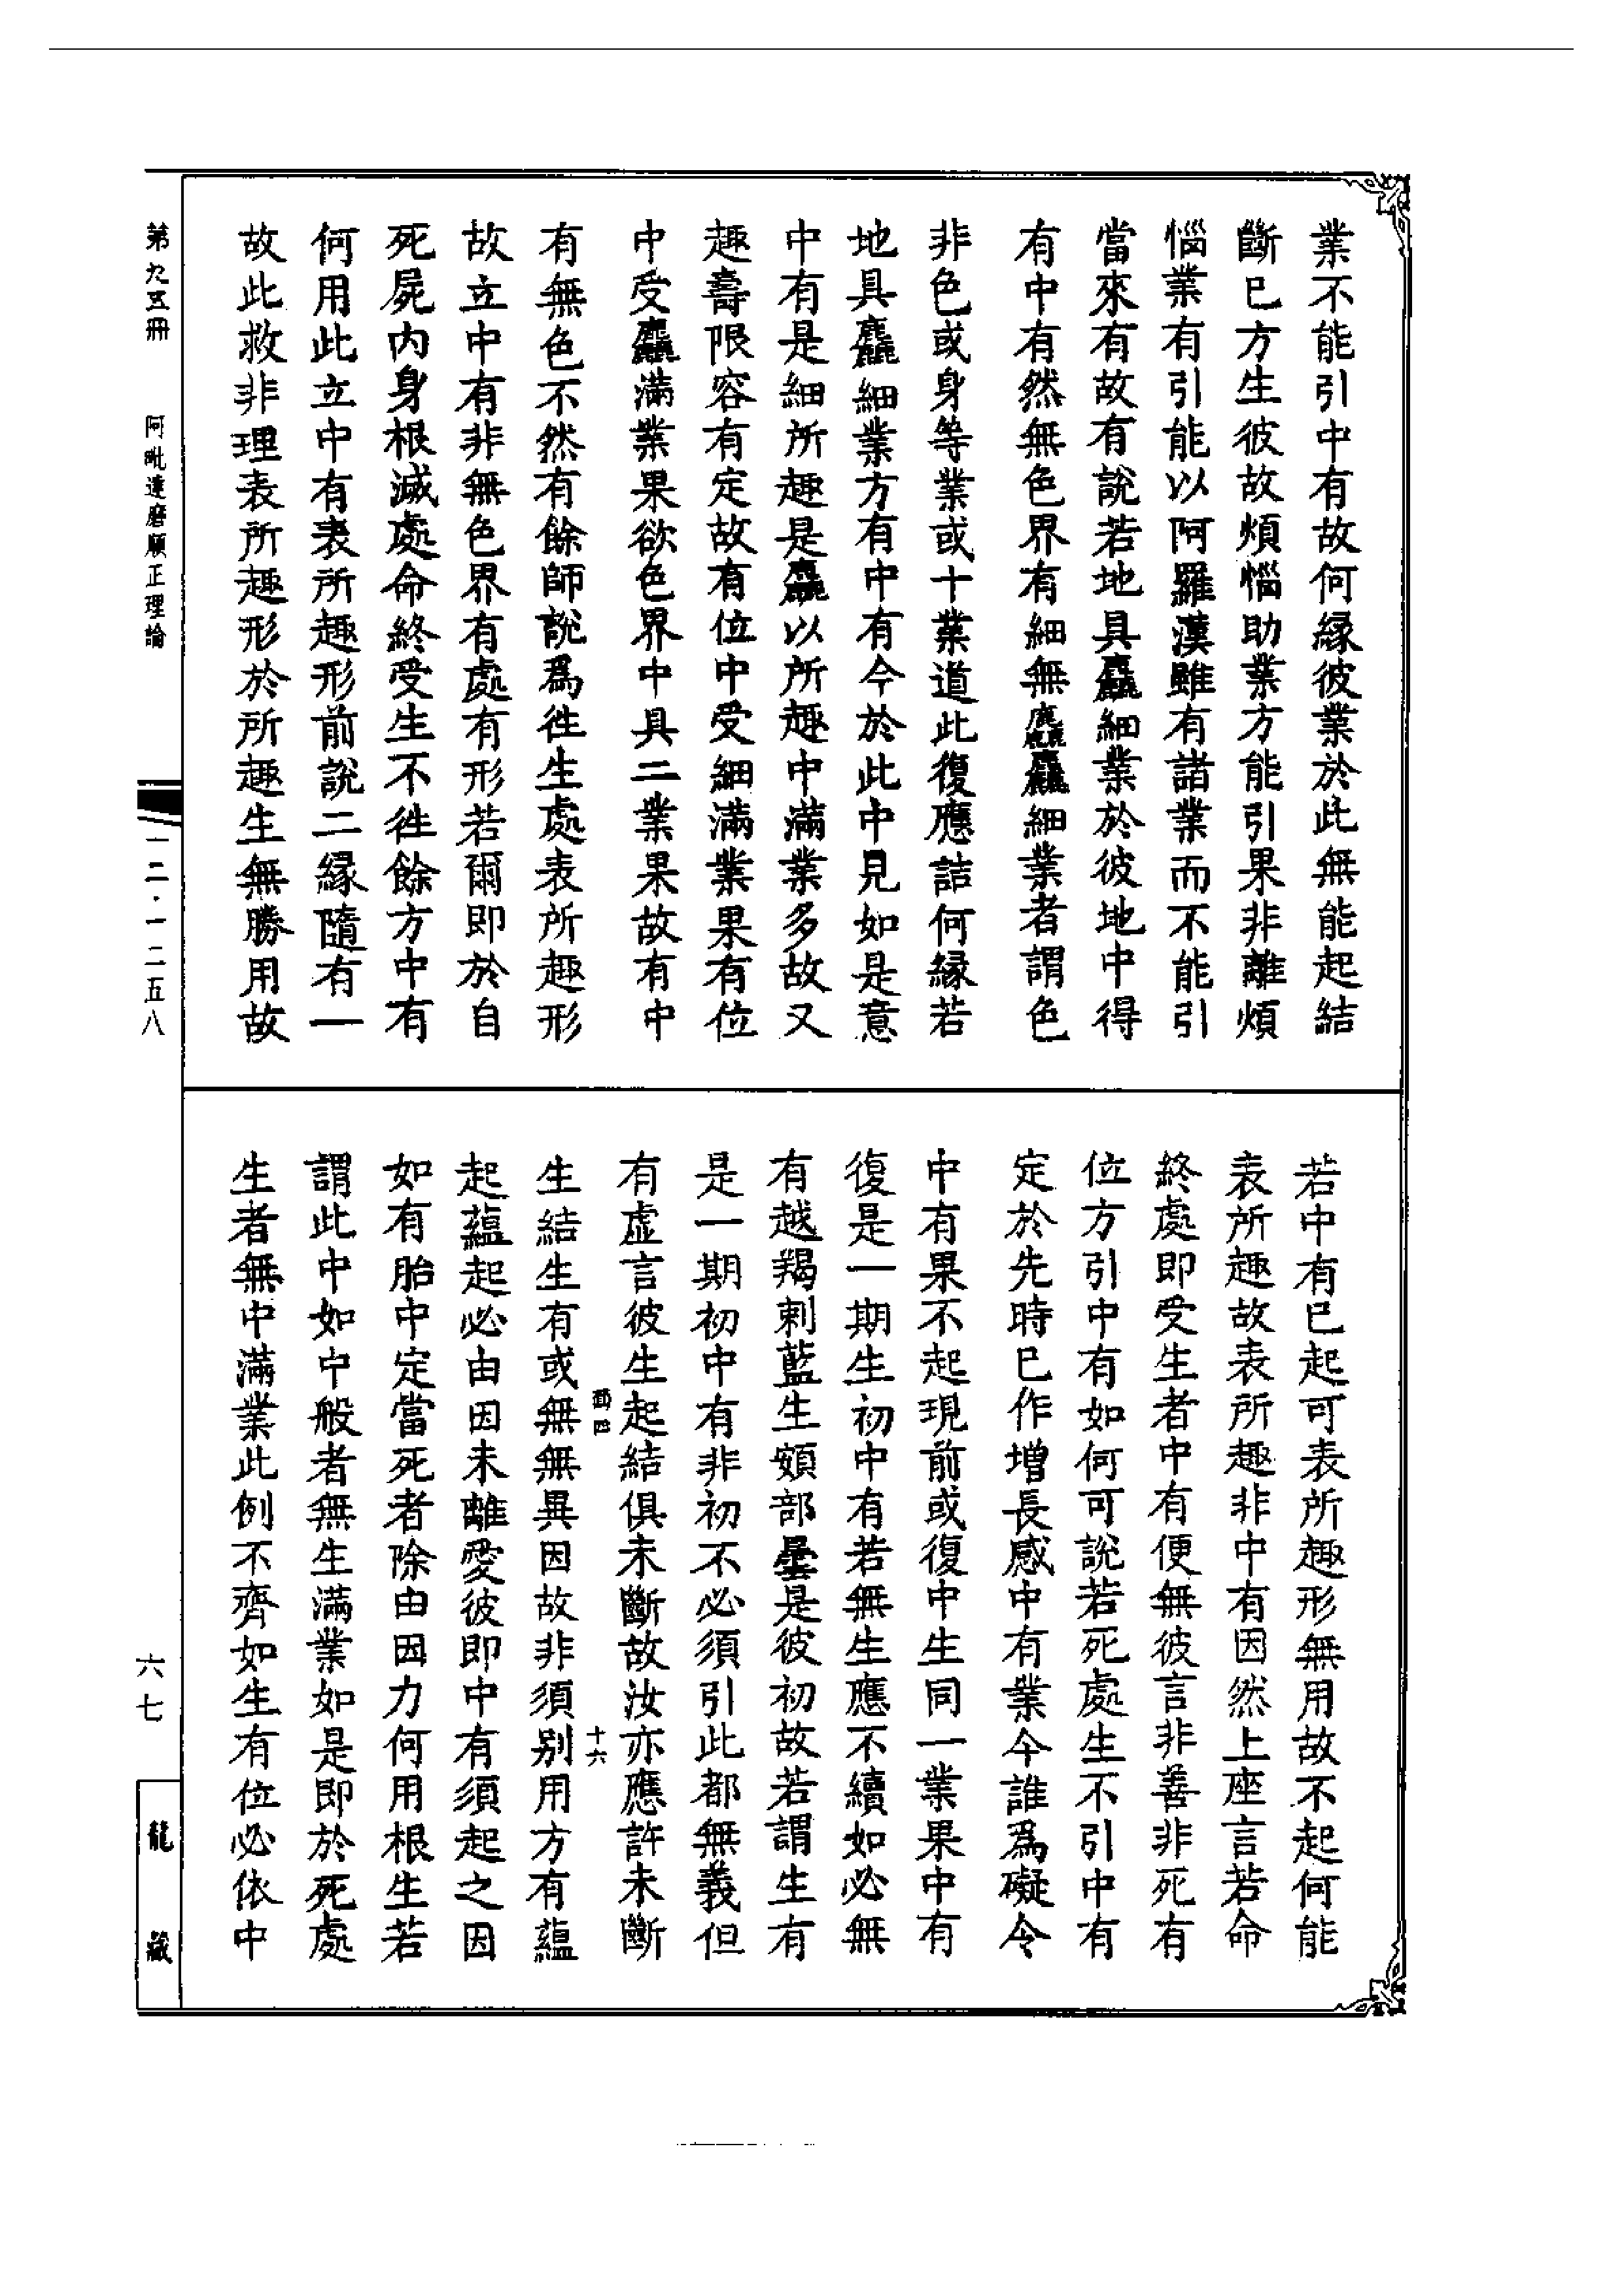 業不能引中有故何緣彼業於此無能起結
斷已方生彼故煩惱助業方能引果非離煩
惱業有引能以阿羅漢雖有諸業而不能引
當來有故有說若地具麤細業於彼地中得
有中有然無色界有細無麤麤細業者謂色
非色或身等業或十業道此復應詰何緣若
地具麤細業方有中有今於此中見如是意
中有是細所趣是麤以所趣中滿業多故又
趣壽限容有定故有位中受細滿業果有位
中受麤滿業果欲色界中具二業果故有中
有無色不然有餘師說爲徃生處表所趣形
故立中有非無色界有處有形若爾即於自
死屍內身根滅處命終受生不徃餘方中有
何用此立中有表所趣形前說二緣隨有一
故此救非理表所趣形於所趣生無勝用故
若中有已起可表所趣形無用故不起何能
表所趣故表所趣非中有因然上座言若命
終處即受生者中有便無彼言非善非死有
位方引中有如何可說若死處生不引中有
定於先時已作增長感中有業今誰爲礙令
中有果不起現前或復中生同一業果中有
復是一期生初中有若無生應不續如必無
有越羯剌藍生頞部曇是彼初故若謂生有
是一期初中有非初不必須引此都無義但
有虛言彼生起結俱未斷故汝亦應許未斷
生結生有或無無異因故非須別用方有蘊
起蘊起必由因未離愛彼即中有須起之因
如有胎中定當死者除由因力何用根生若
謂此中如中般者無生滿業如是即於死處
生者無中滿業此例不齊如生有位必依中
十六
第九五冊
阿毗達磨順正理論
一二·一二五八
六七
龍藏